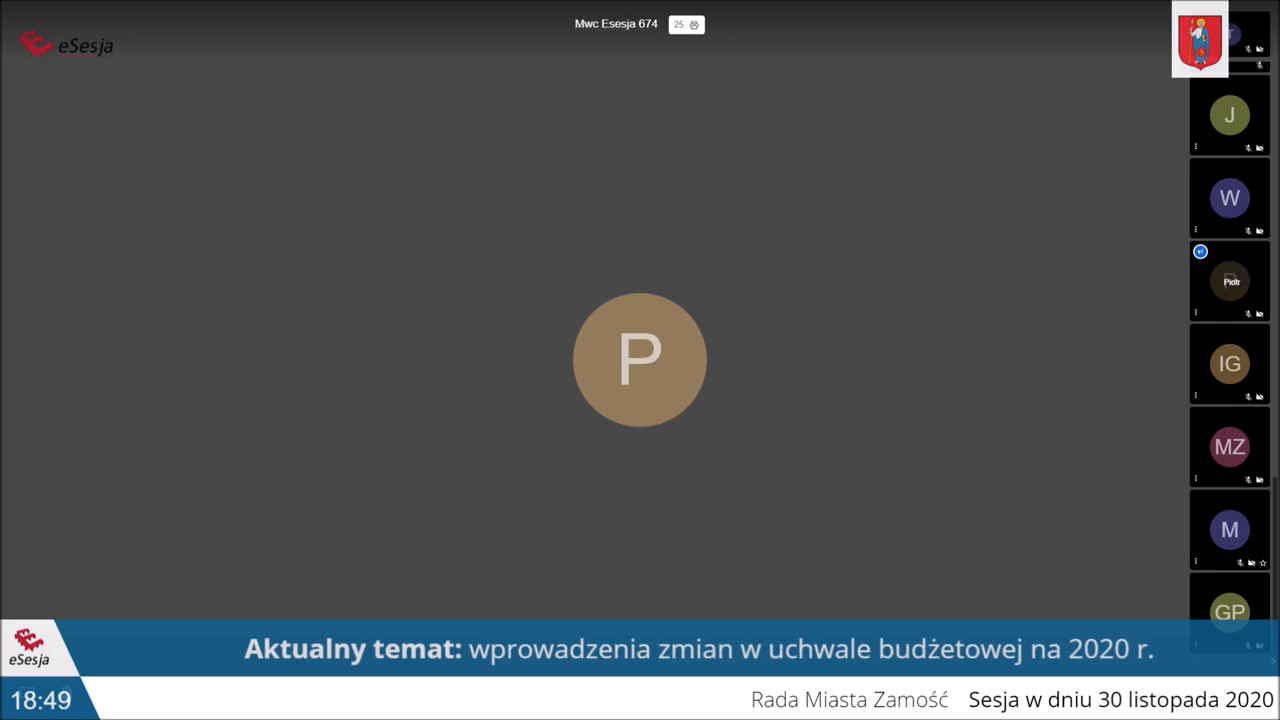 Mwc Esesja 674 25
eSesja
T
J
W
Piotr
P
IG
MZ
M
GP
eSesja
Aktualny temat: wprowadzenia zmian w uchwale budżetowej na 2020 r.
18:49
Rada Miasta Zamość Sesja w dniu 30 listopada 2020